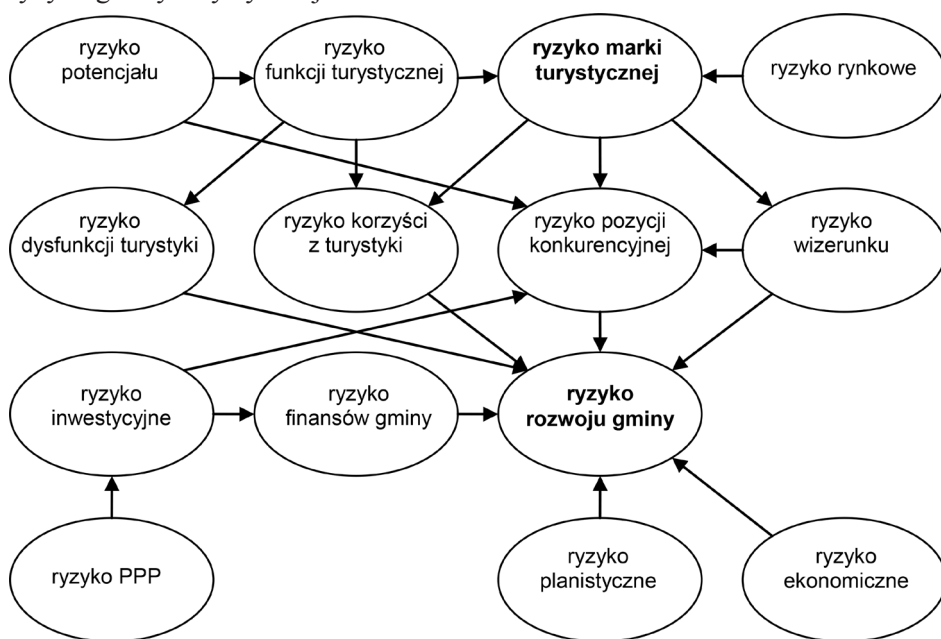 ryzyko
potencjału
ryzyko
funkcji turystycznej
ryzyko marki
turystycznej
ryzyko rynkowe
ryzyko
dysfunkcji turystyki
ryzyko korzyści
z turystyki
ryzyko pozycji
konkurencyjnej
ryzyko
wizerunku
ryzyko
inwestycyjne
ryzyko
finansów gminy
ryzyko
rozwoju gminy
ryzyko PPP
ryzyko
planistyczne
ryzyko
ekonomiczne